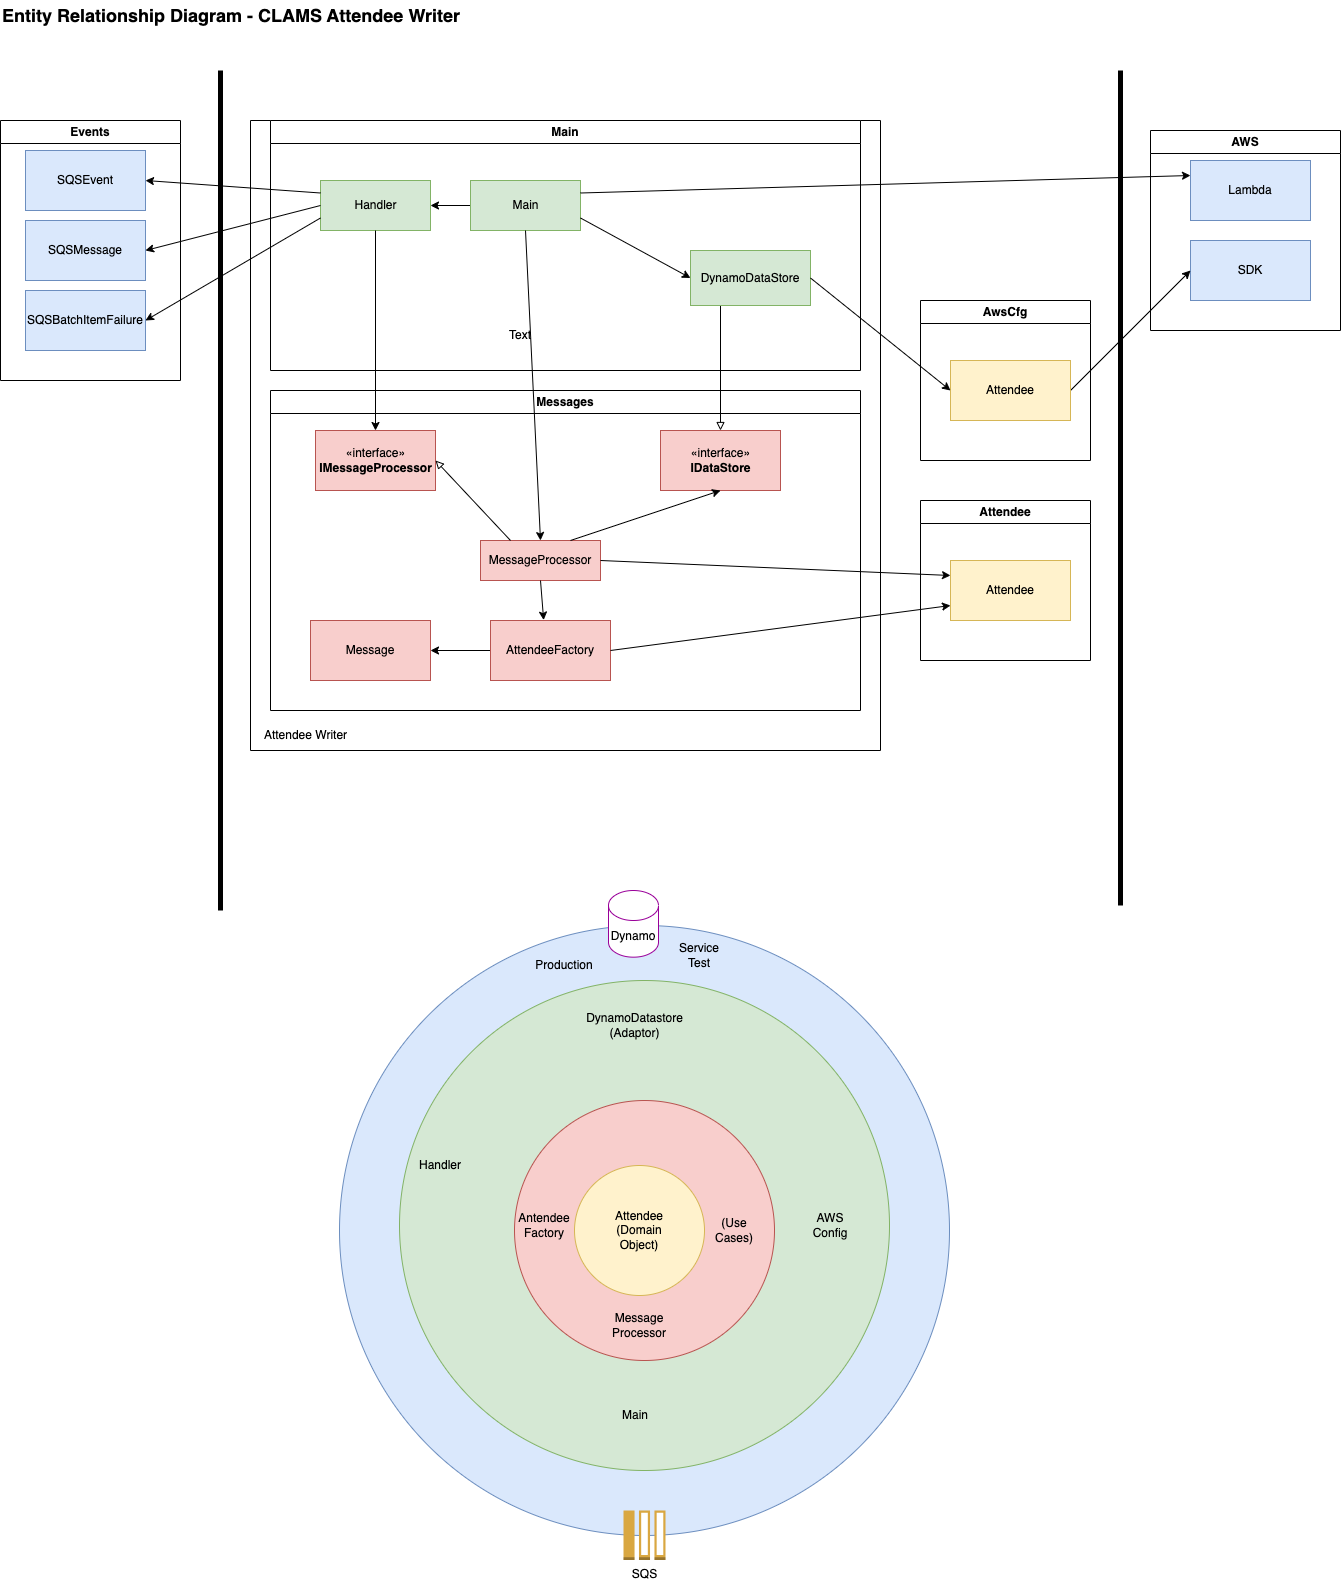 Entity Relationship Diagram - CLAMS Attendee Writer
Events
SQSEvent
SQSMessage
SQSBatchItemFailure
Main
Handler
Main
DynamoDataStore
Text
AWS
Lambda
SDK
AwsCfg
Attendee
Messages
«interface»
IMessageProcessor
«interface»
IDataStore
MessageProcessor
Message
AttendeeFactory
Attendee
Attendee
Attendee Writer
Dynamo
Production
Service
Test
DynamoDatastore
(Adaptor)
Handler
Antendee
Factory
Attendee
(Domain
Object)
(Use
Cases)
AWS
Config
Message
Processor
Main
SQS